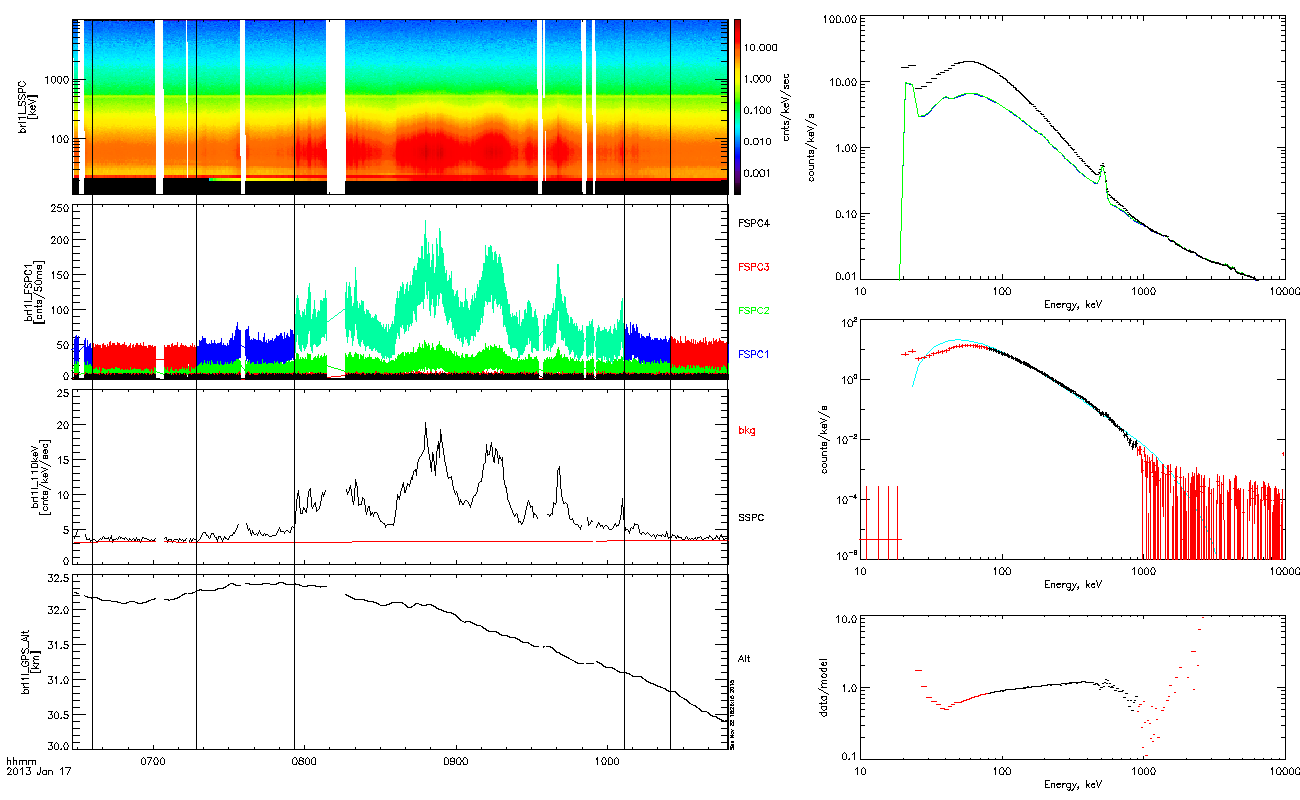 brl1l_SSPC
[keV]
1000
100
10.000
1.000
0.100
0.010
0.001
cnts/keV/sec
brl1l_FSPC1
[cnts/50ms]
250
200
150
100
50
0
FSPC4
FSPC3
FSPC2
FSPC1
brl1l_110keV
[cnts/keV/sec]
25
20
15
10
5
0
bkg
SSPC
brl1l_GPS_Alt
[km]
32.5
32.0
31.5
31.0
30.5
30.0
Alt
hhmm
2013 Jan 17
0700
0800
0900
1000
counts/keV/s
100.00
10.00
1.00
0.10
0.01
10
100
1000
10000
Energy, keV
counts/keV/s
10²
10⁰
10⁻²
10⁻⁴
10⁻⁶
10
100
1000
10000
Energy, keV
data/model
10.0
1.0
0.1
10
100
1000
10000
Energy, keV